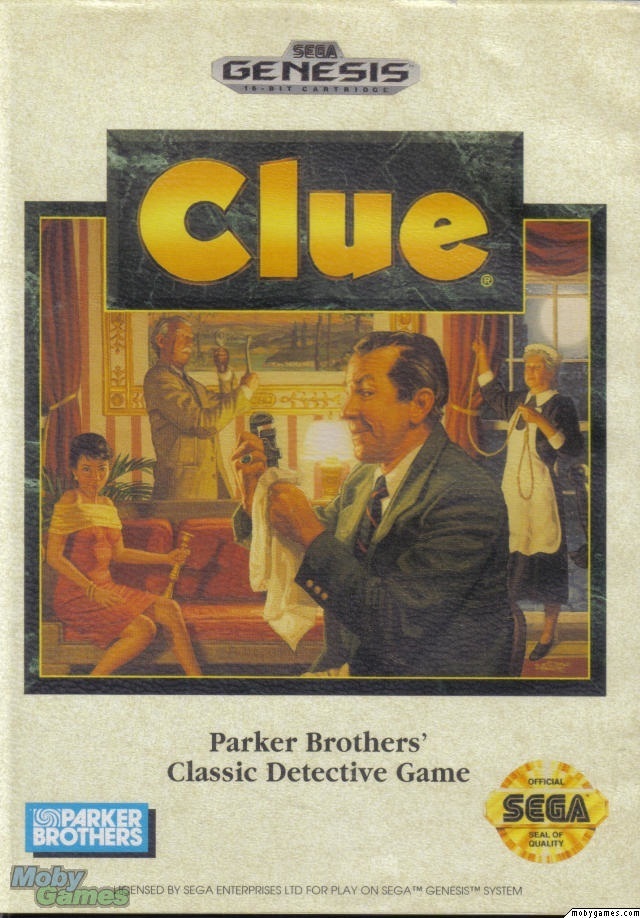 SEGA
GENESIS
16-BIT CARTRIDGE
Clue®
Parker Brothers’
Classic Detective Game
OFFICIAL
SEGA
SEAL OF
QUALITY
PARKER
BROTHERS
Moby
Games
LICENSED BY SEGA ENTERPRISES LTD FOR PLAY ON SEGA™ GENESIS™ SYSTEM
mobygames.com